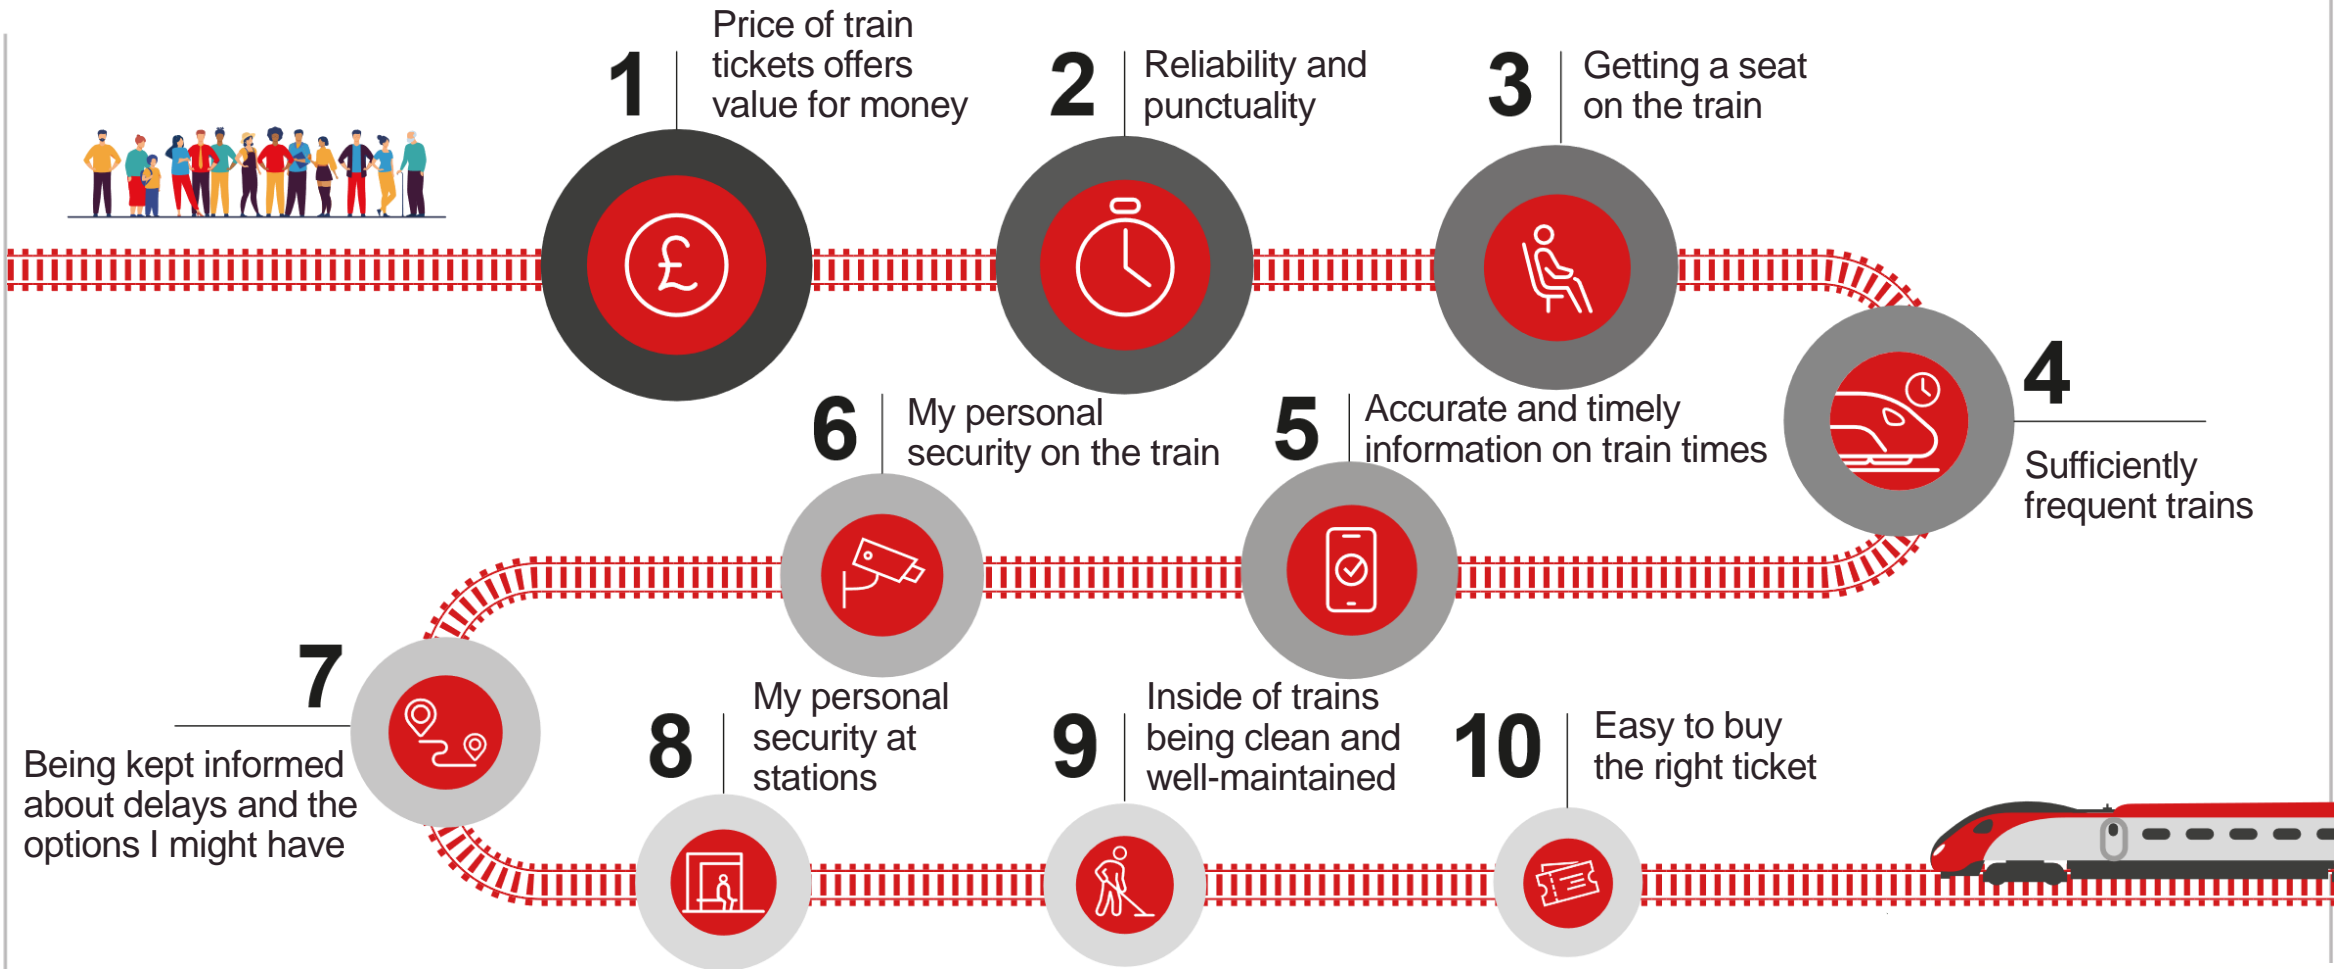 1
Price of train
tickets offers
value for money
2
Reliability and
punctuality
3
Getting a seat
on the train
4
Sufficiently
frequent trains
5
Accurate and timely
information on train times
6
My personal
security on the train
7
Being kept informed
about delays and the
options I might have
8
My personal
security at
stations
9
Inside of trains
being clean and
well-maintained
10
Easy to buy
the right ticket
£